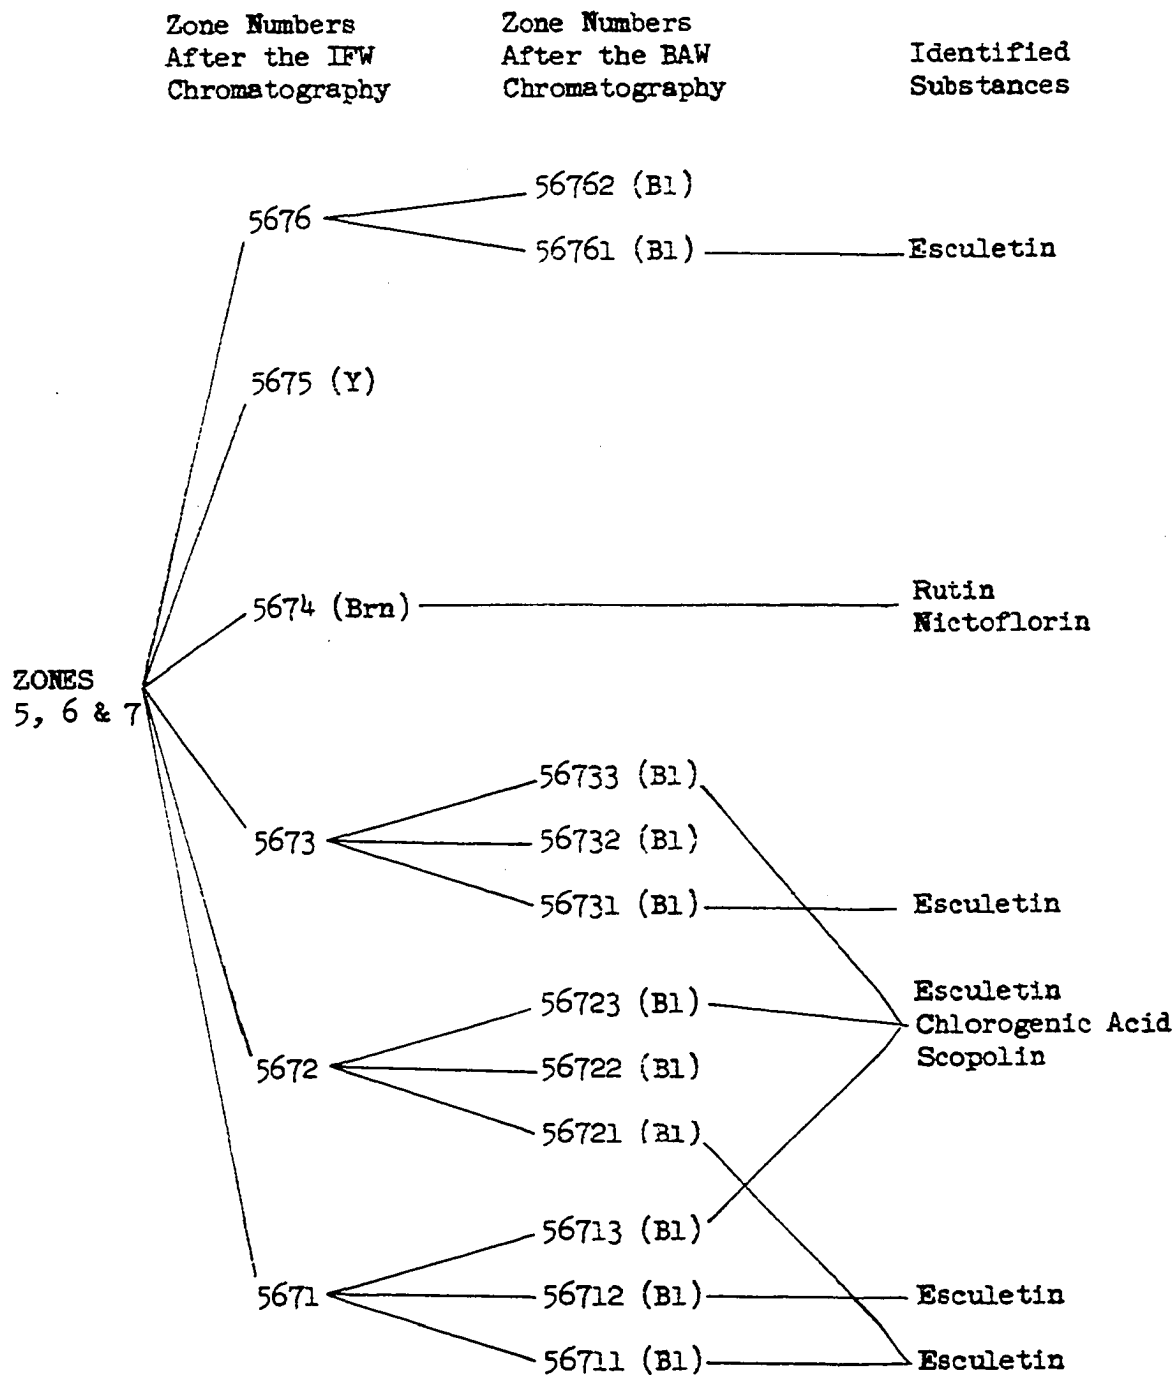 Zone Numbers
After the IFW
Chromatography
Zone Numbers
After the BAW
Chromatography
Identified
Substances
56762 (Bl)
5676
56761 (Bl)
Esculetin
5675 (Y)
5674 (Brn)
Rutin
Nictoflorin
ZONES
5, 6 & 7
56733 (Bl)
5673
56732 (Bl)
56731 (Bl)
Esculetin
56723 (Bl)
Esculetin
Chlorogenic Acid
Scopolin
5672
56722 (Bl)
56721 (Bl)
56713 (Bl)
5671
56712 (Bl)
Esculetin
56711 (Bl)
Esculetin